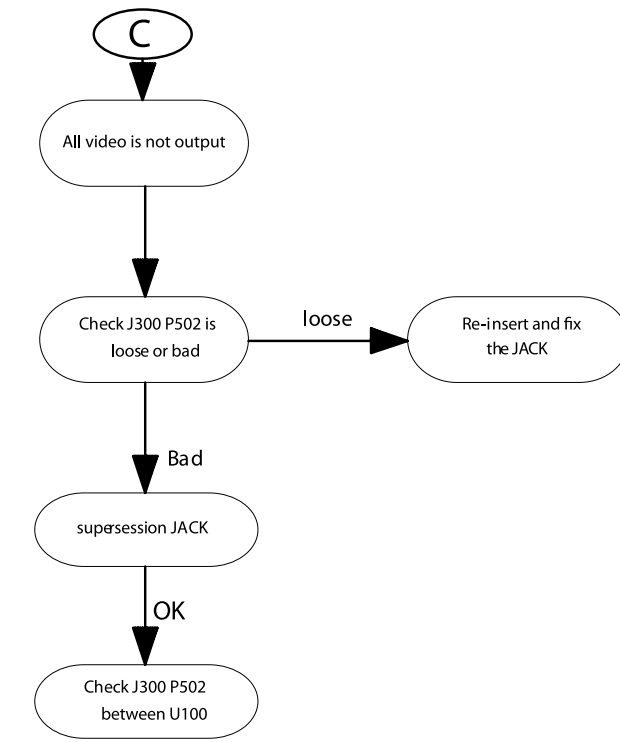 C
All video is not output
Check J300 P502 is
loose or bad
loose
Re-insert and fix
the JACK
Bad
supersession JACK
OK
Check J300 P502
between U100